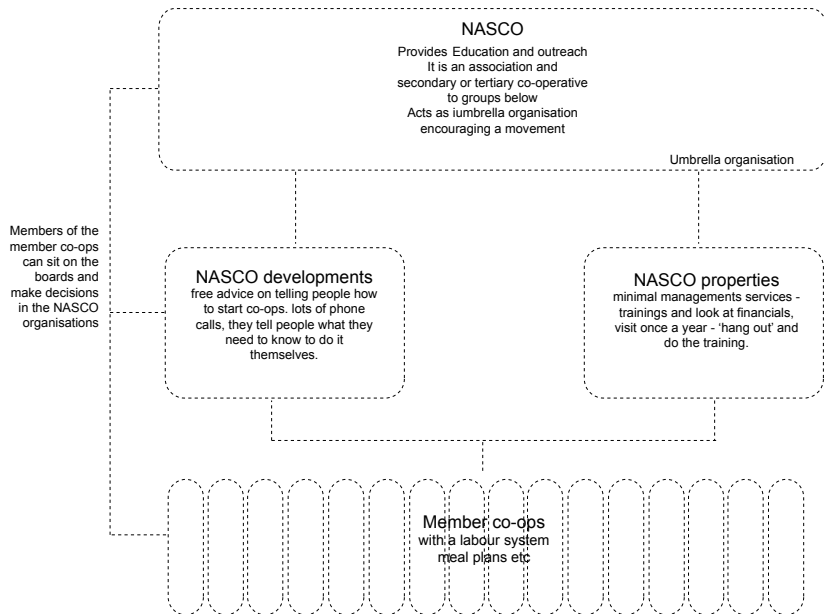 NASCO
Provides Education and outreach
It is an association and
secondary or tertiary co-operative
to groups below
Acts as iumbrella organisation
encouraging a movement
Umbrella organisation
Members of the
member co-ops
can sit on the
boards and
make decisions
in the NASCO
organisations
NASCO developments
free advice on telling people how
to start co-ops. lots of phone
calls, they tell people what they
need to know to do it
themselves.
NASCO properties
minimal managements services -
trainings and look at financials,
visit once a year - ‘hang out’ and
do the training.
Member co-ops
with a labour system
meal plans etc